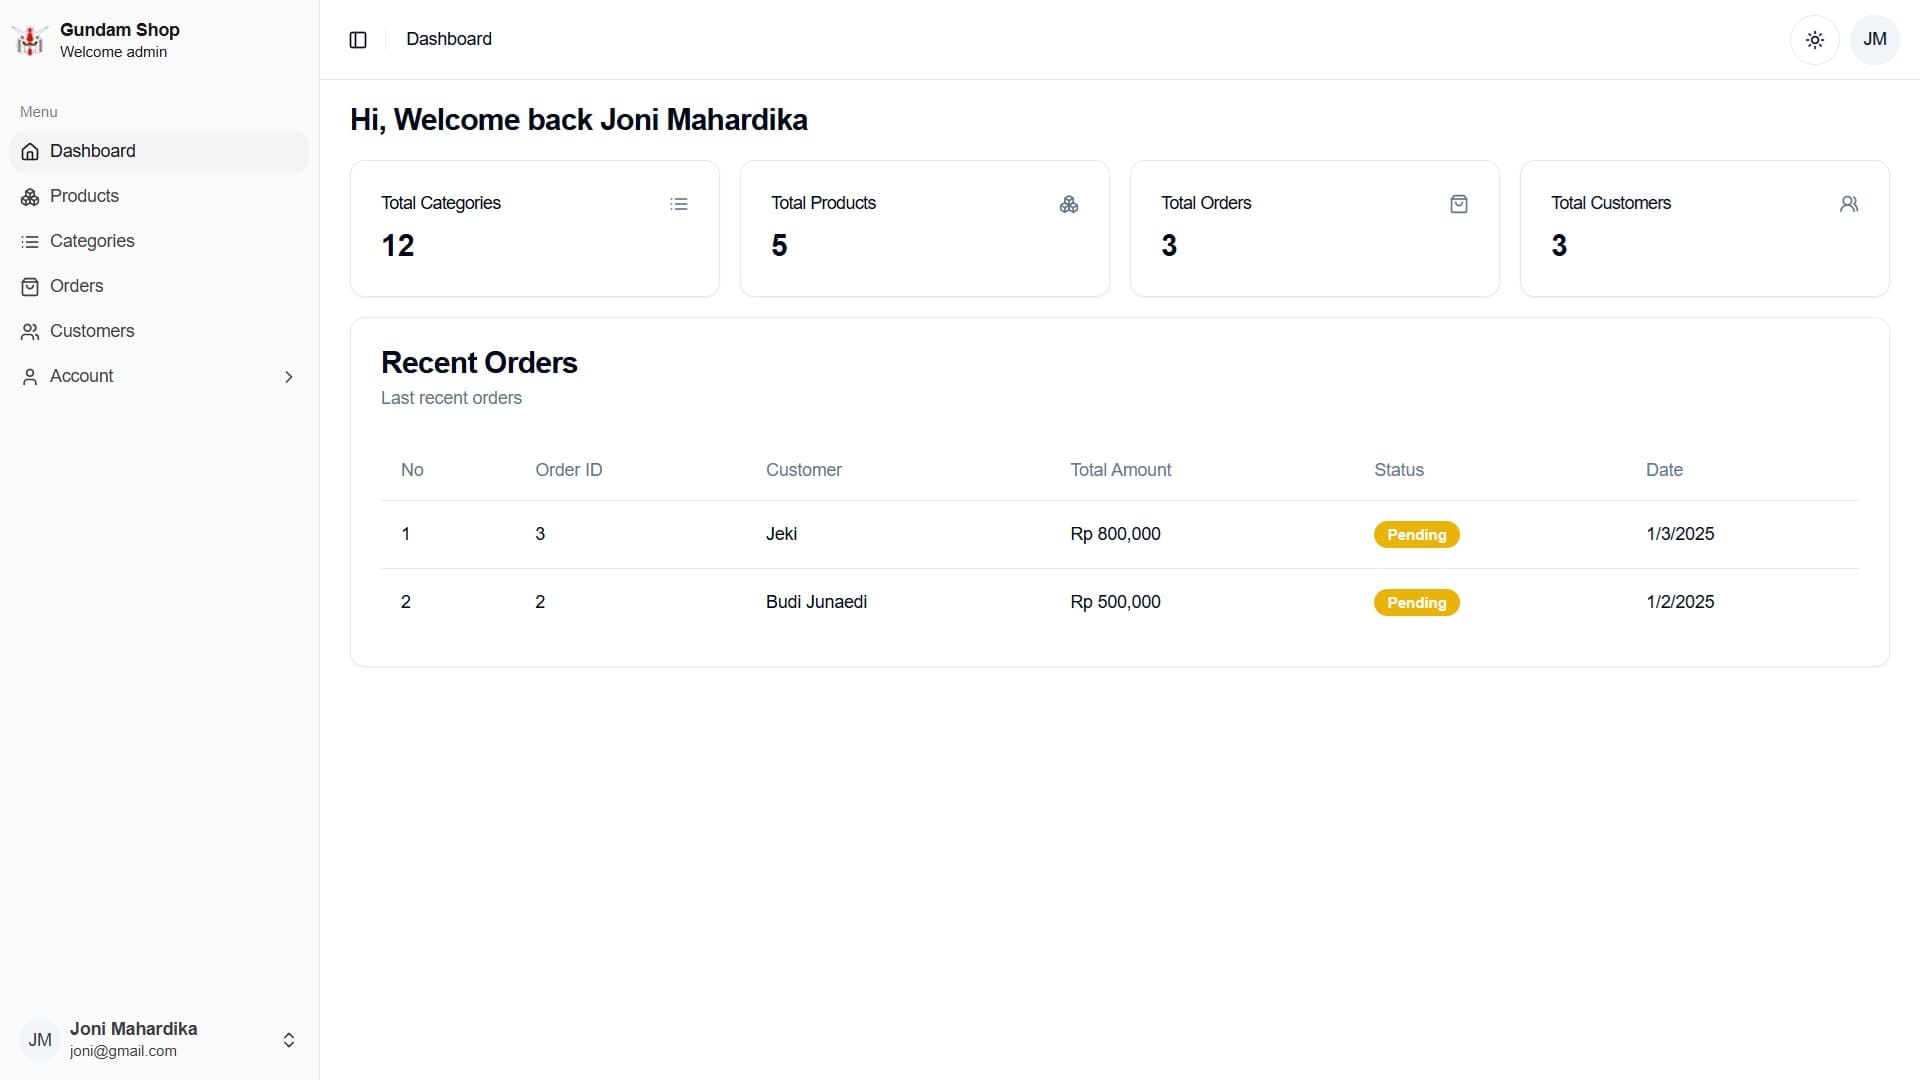 Gundam Shop
Welcome admin
Menu
Dashboard
Products
Categories
Orders
Customers
Account
Joni Mahardika
joni@gmail.com
JM
Dashboard
JM
Hi, Welcome back Joni Mahardika
Total Categories
12
Total Products
5
Total Orders
3
Total Customers
3
Recent Orders
Last recent orders
No Order ID Customer Total Amount Status Date
1 3 Jeki Rp 800,000 Pending 1/3/2025
2 2 Budi Junaedi Rp 500,000 Pending 1/2/2025